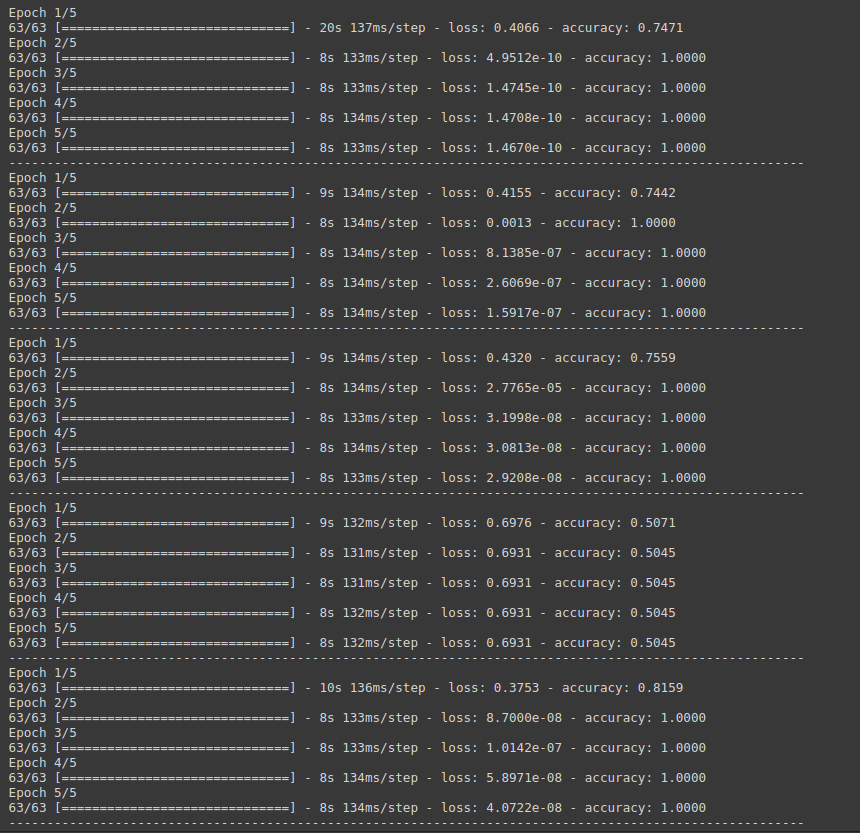 Epoch 1/5
63/63 [==============================] - 20s 137ms/step - loss: 0.4066 - accuracy: 0.7471
Epoch 2/5
63/63 [==============================] - 8s 133ms/step - loss: 4.9512e-10 - accuracy: 1.0000
Epoch 3/5
63/63 [==============================] - 8s 133ms/step - loss: 1.4745e-10 - accuracy: 1.0000
Epoch 4/5
63/63 [==============================] - 8s 134ms/step - loss: 1.4708e-10 - accuracy: 1.0000
Epoch 5/5
63/63 [==============================] - 8s 133ms/step - loss: 1.4670e-10 - accuracy: 1.0000
---------------------------------------------------------------------------------------------------------
Epoch 1/5
63/63 [==============================] - 9s 134ms/step - loss: 0.4155 - accuracy: 0.7442
Epoch 2/5
63/63 [==============================] - 8s 134ms/step - loss: 0.0013 - accuracy: 1.0000
Epoch 3/5
63/63 [==============================] - 8s 134ms/step - loss: 8.1385e-07 - accuracy: 1.0000
Epoch 4/5
63/63 [==============================] - 8s 134ms/step - loss: 2.6069e-07 - accuracy: 1.0000
Epoch 5/5
63/63 [==============================] - 8s 134ms/step - loss: 1.5917e-07 - accuracy: 1.0000
---------------------------------------------------------------------------------------------------------
Epoch 1/5
63/63 [==============================] - 9s 134ms/step - loss: 0.4320 - accuracy: 0.7559
Epoch 2/5
63/63 [==============================] - 8s 134ms/step - loss: 2.7765e-05 - accuracy: 1.0000
Epoch 3/5
63/63 [==============================] - 8s 133ms/step - loss: 3.1998e-08 - accuracy: 1.0000
Epoch 4/5
63/63 [==============================] - 8s 134ms/step - loss: 3.0813e-08 - accuracy: 1.0000
Epoch 5/5
63/63 [==============================] - 8s 133ms/step - loss: 2.9208e-08 - accuracy: 1.0000
---------------------------------------------------------------------------------------------------------
Epoch 1/5
63/63 [==============================] - 9s 132ms/step - loss: 0.6976 - accuracy: 0.5071
Epoch 2/5
63/63 [==============================] - 8s 131ms/step - loss: 0.6931 - accuracy: 0.5045
Epoch 3/5
63/63 [==============================] - 8s 131ms/step - loss: 0.6931 - accuracy: 0.5045
Epoch 4/5
63/63 [==============================] - 8s 132ms/step - loss: 0.6931 - accuracy: 0.5045
Epoch 5/5
63/63 [==============================] - 8s 132ms/step - loss: 0.6931 - accuracy: 0.5045
---------------------------------------------------------------------------------------------------------
Epoch 1/5
63/63 [==============================] - 10s 136ms/step - loss: 0.3753 - accuracy: 0.8159
Epoch 2/5
63/63 [==============================] - 8s 133ms/step - loss: 8.7000e-08 - accuracy: 1.0000
Epoch 3/5
63/63 [==============================] - 8s 133ms/step - loss: 1.0142e-07 - accuracy: 1.0000
Epoch 4/5
63/63 [==============================] - 8s 134ms/step - loss: 5.8971e-08 - accuracy: 1.0000
Epoch 5/5
63/63 [==============================] - 8s 134ms/step - loss: 4.0722e-08 - accuracy: 1.0000
---------------------------------------------------------------------------------------------------------